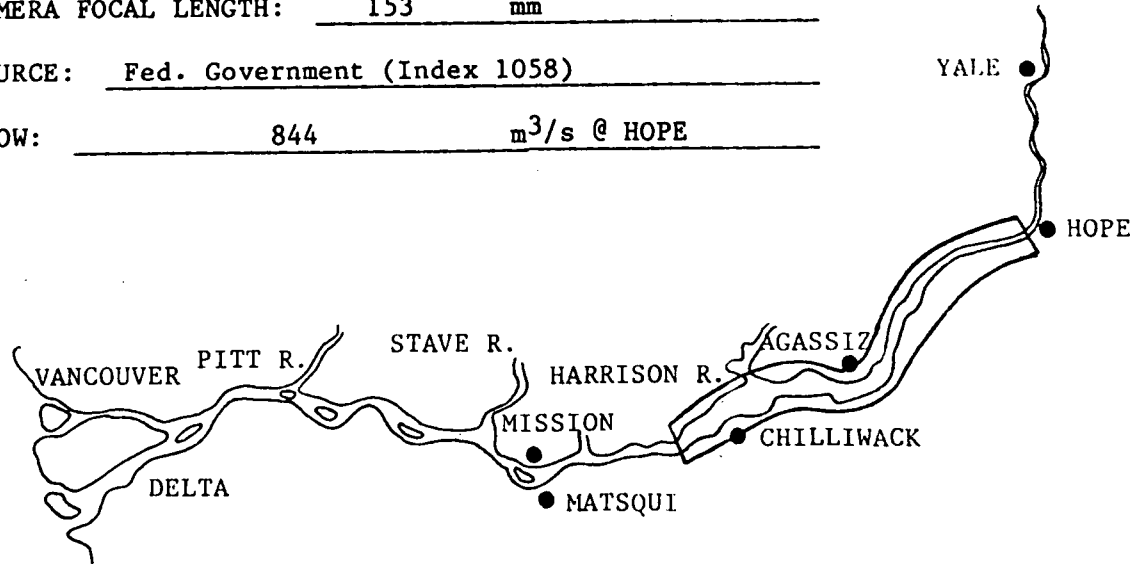 MERA FOCAL LENGTH: 153 mm
URCE: Fed. Government (Index 1058)
OW: 844 m³/s @ HOPE
YALE
HOPE
AGASSIZ
STAVE R.
PITT R.
HARRISON R.
VANCOUVER
MISSION
CHILLIWACK
DELTA
MATSQUI